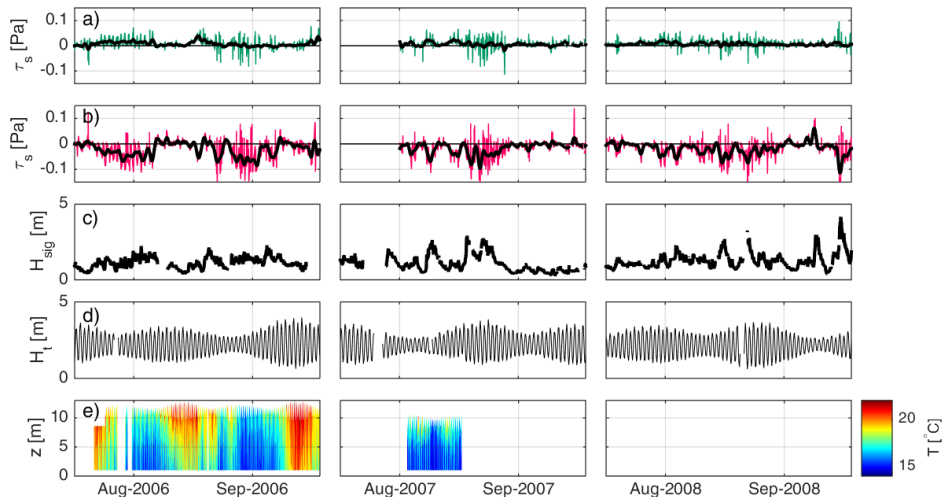 a)
τs [Pa]
0.1
0
-0.1
b)
τs [Pa]
0.1
0
-0.1
c)
Hsig [m]
5
0
d)
Ht [m]
5
0
e)
z [m]
10
5
0
Aug-2006 Sep-2006 Aug-2007 Sep-2007 Aug-2008 Sep-2008
20
15
T [°C]